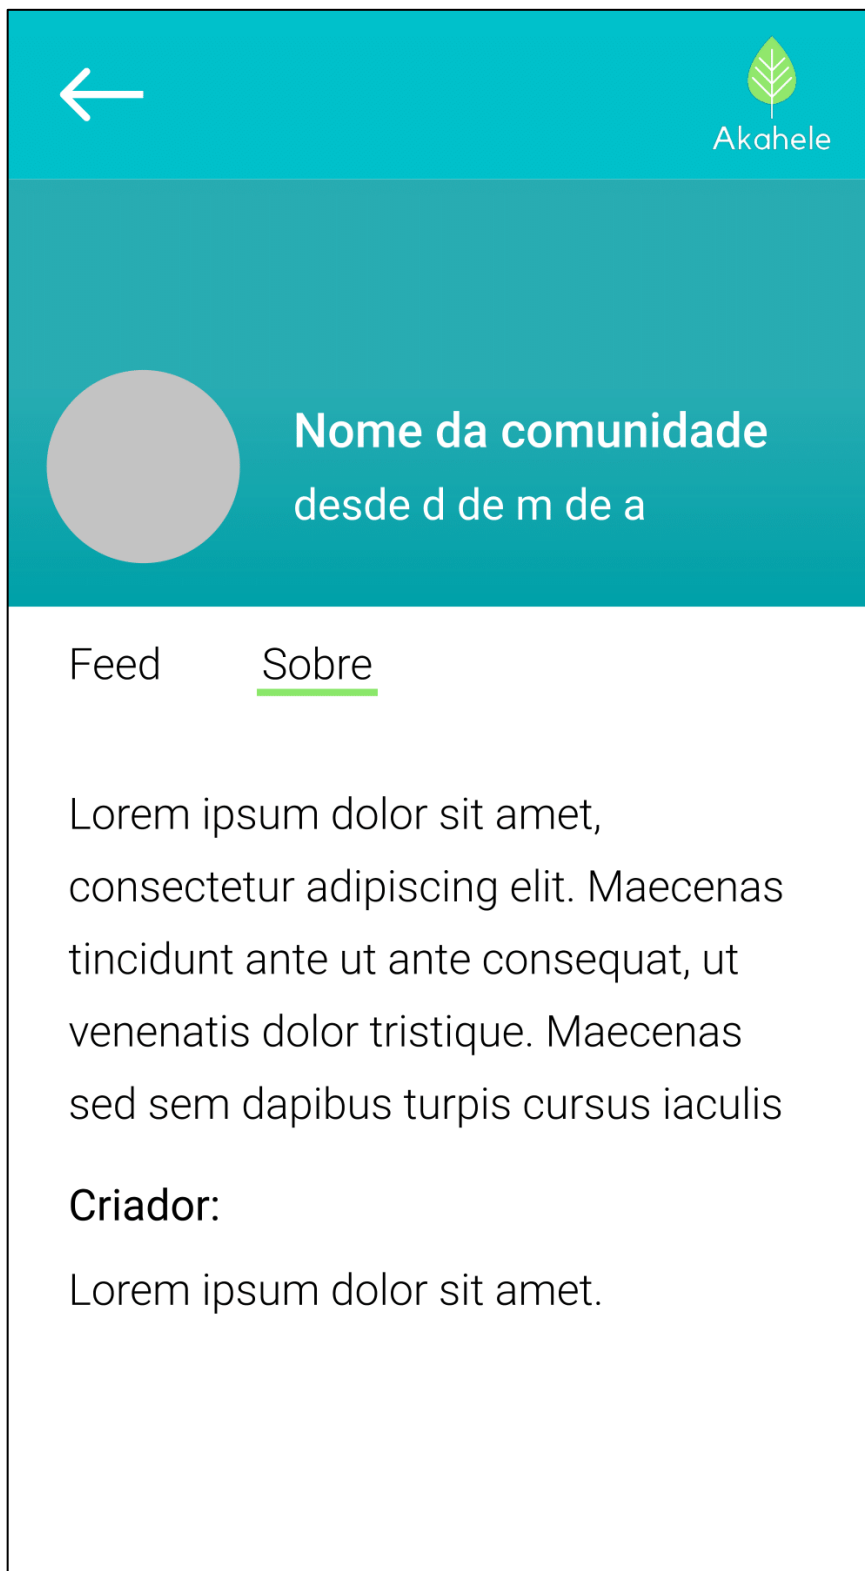 Akahele
Nome da comunidade
desde d de m de a
Feed Sobre
Lorem ipsum dolor sit amet,
consectetur adipiscing elit. Maecenas
tincidunt ante ut ante consequat, ut
venenatis dolor tristique. Maecenas
sed sem dapibus turpis cursus iaculis
Criador:
Lorem ipsum dolor sit amet.